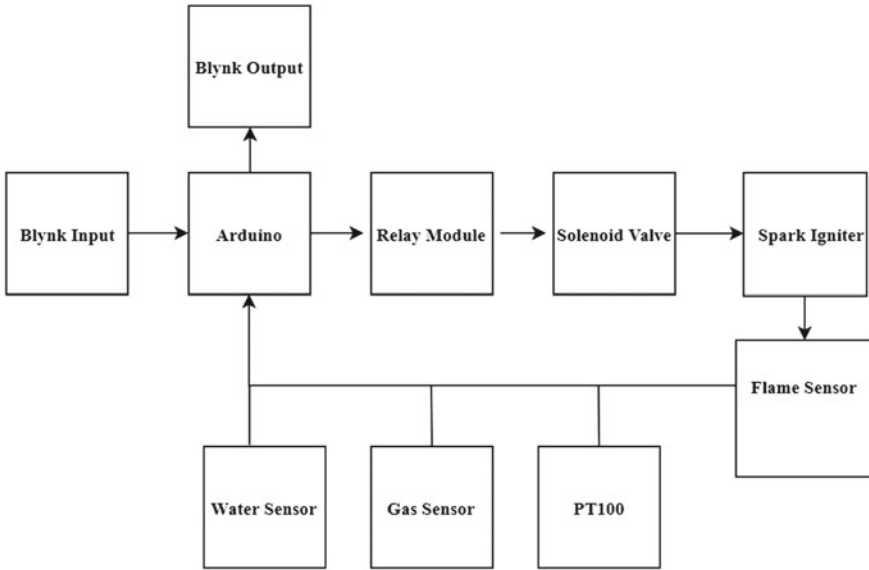 Blynk Output
Blynk Input
Arduino
Relay Module
Solenoid Valve
Spark Igniter
Flame Sensor
Water Sensor
Gas Sensor
PT100